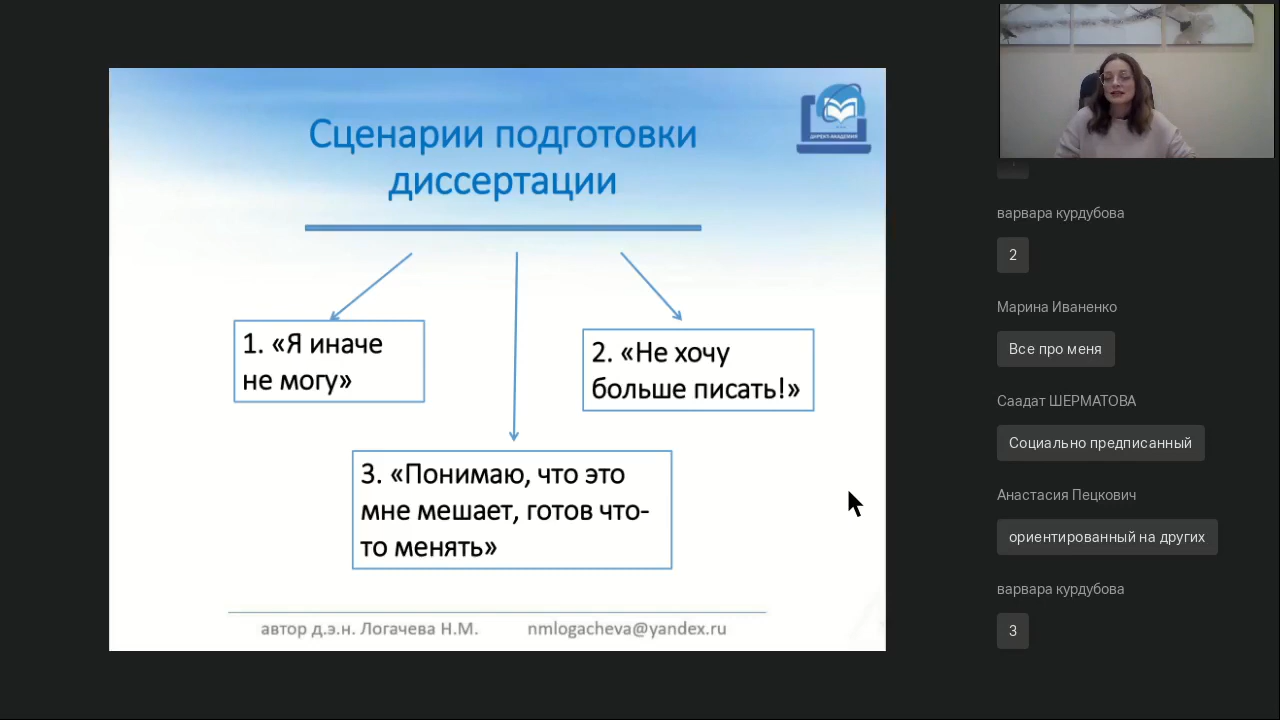 Сценарии подготовки
диссертации
ДИРЕКТ-АКАДЕМИЯ
1. «Я иначе
не могу»
2. «Не хочу
больше писать!»
3. «Понимаю, что это
мне мешает, готов что-
то менять»
автор д.э.н. Логачева Н.М.
nmlogacheva@yandex.ru
варвара курдубова
2
Марина Иваненко
Все про меня
Саадат ШЕРМАТОВА
Социально предписанный
Анастасия Пецкович
ориентированный на других
варвара курдубова
3